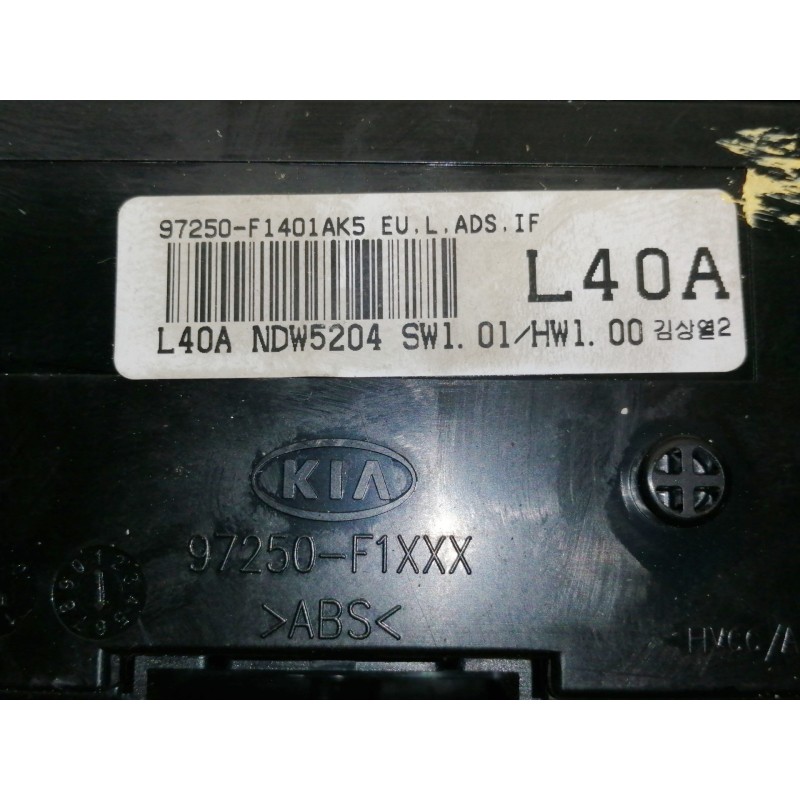 97250-F1401AK5 EU.L.ADS.IF
L40A
L40A NDW5204 SW1.01/HW1.00 김상열2
KIA
97250-F1XXX
>ABS<
HVCC/A